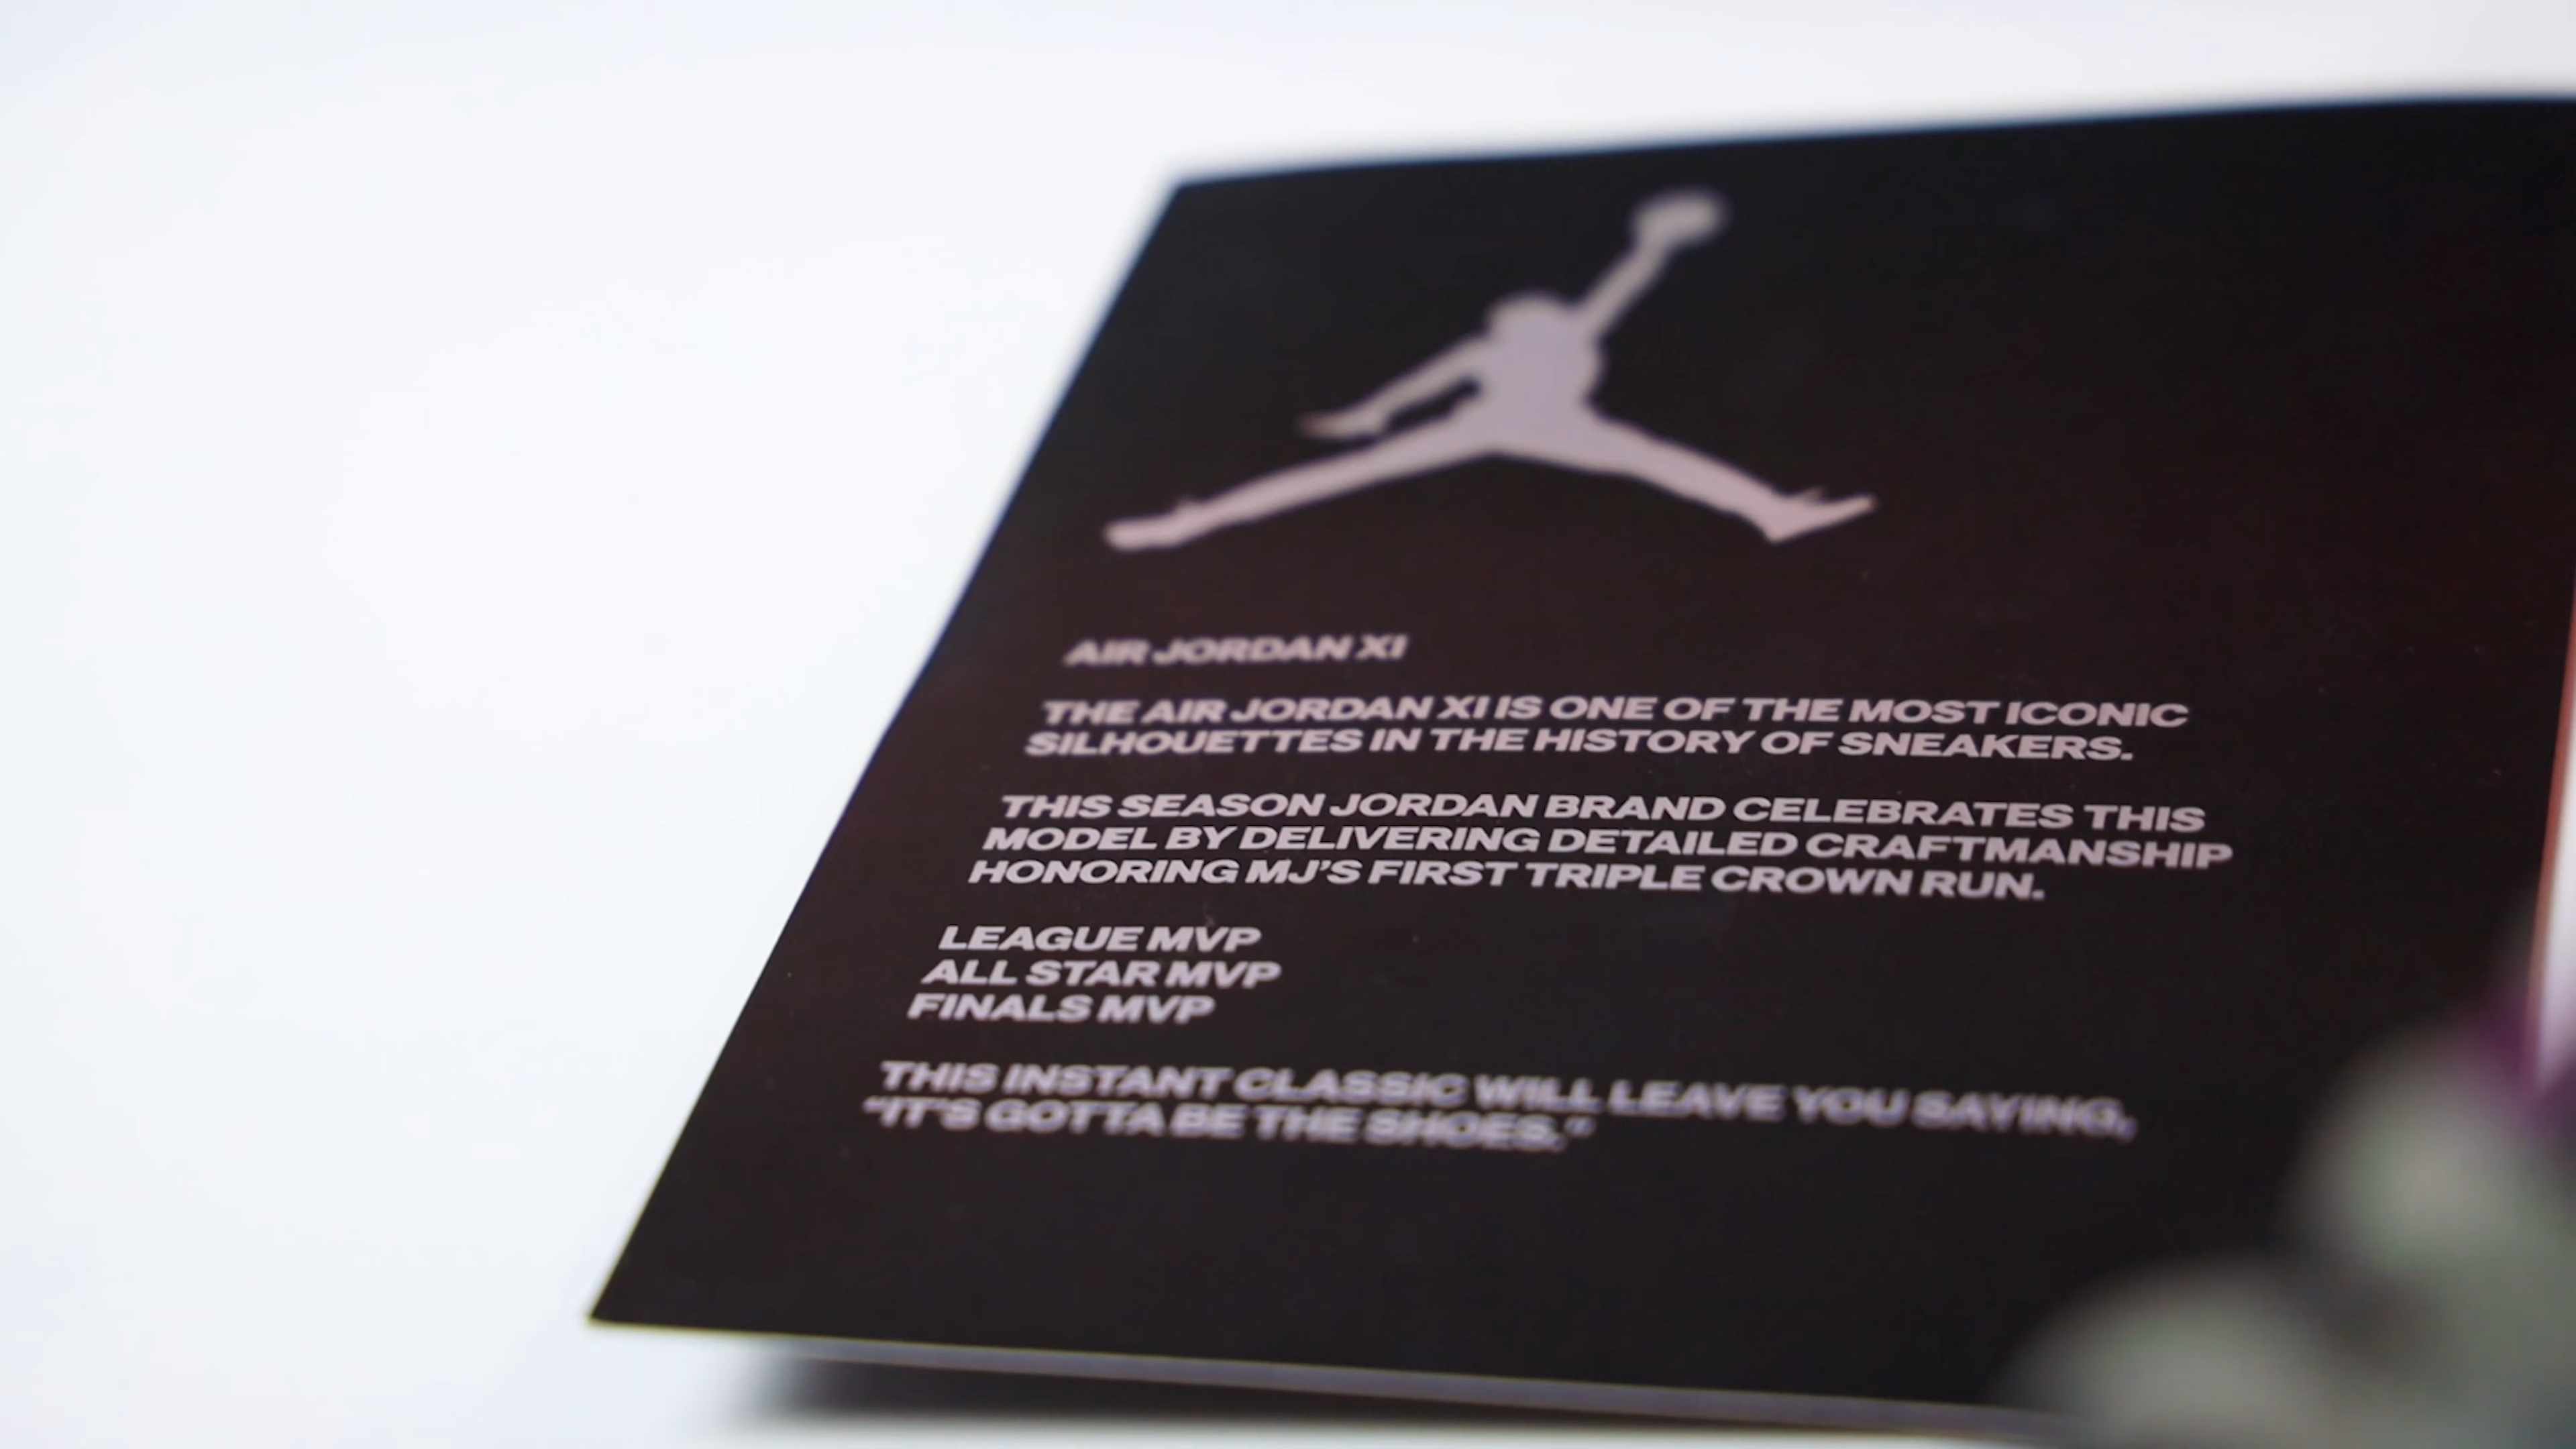 AIR JORDAN XI
THE AIR JORDAN XI IS ONE OF THE MOST ICONIC
SILHOUETTES IN THE HISTORY OF SNEAKERS.
THIS SEASON JORDAN BRAND CELEBRATES THIS
MODEL BY DELIVERING DETAILED CRAFTMANSHIP
HONORING MJ'S FIRST TRIPLE CROWN RUN.
LEAGUE MVP
ALL STAR MVP
FINALS MVP
THIS INSTANT CLASSIC WILL LEAVE YOU SAYING,
"IT'S GOTTA BE THE SHOES."